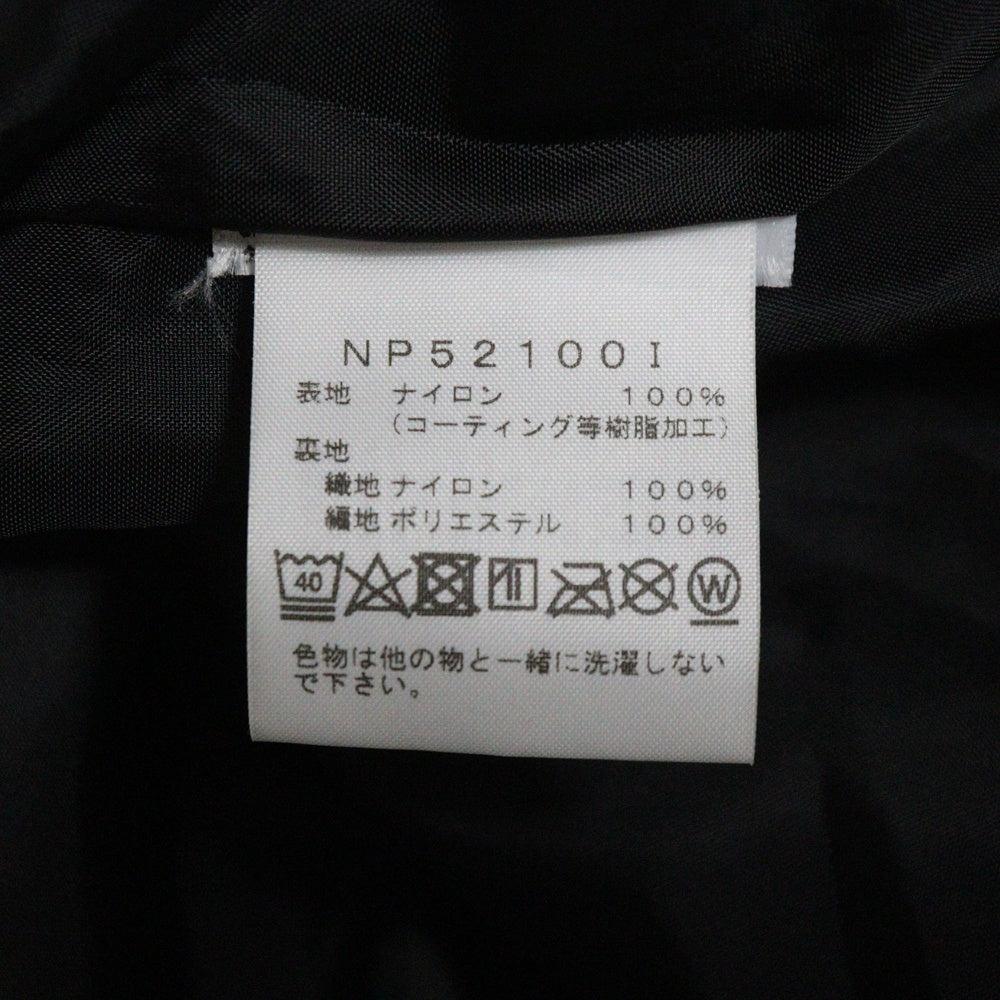 NP52100I
表地 ナイロン 100%
(コーティング等樹脂加工)
裏地
織地 ナイロン 100%
編地 ポリエステル 100%
40 W
色物は他の物と一緒に洗濯しない
で下さい。